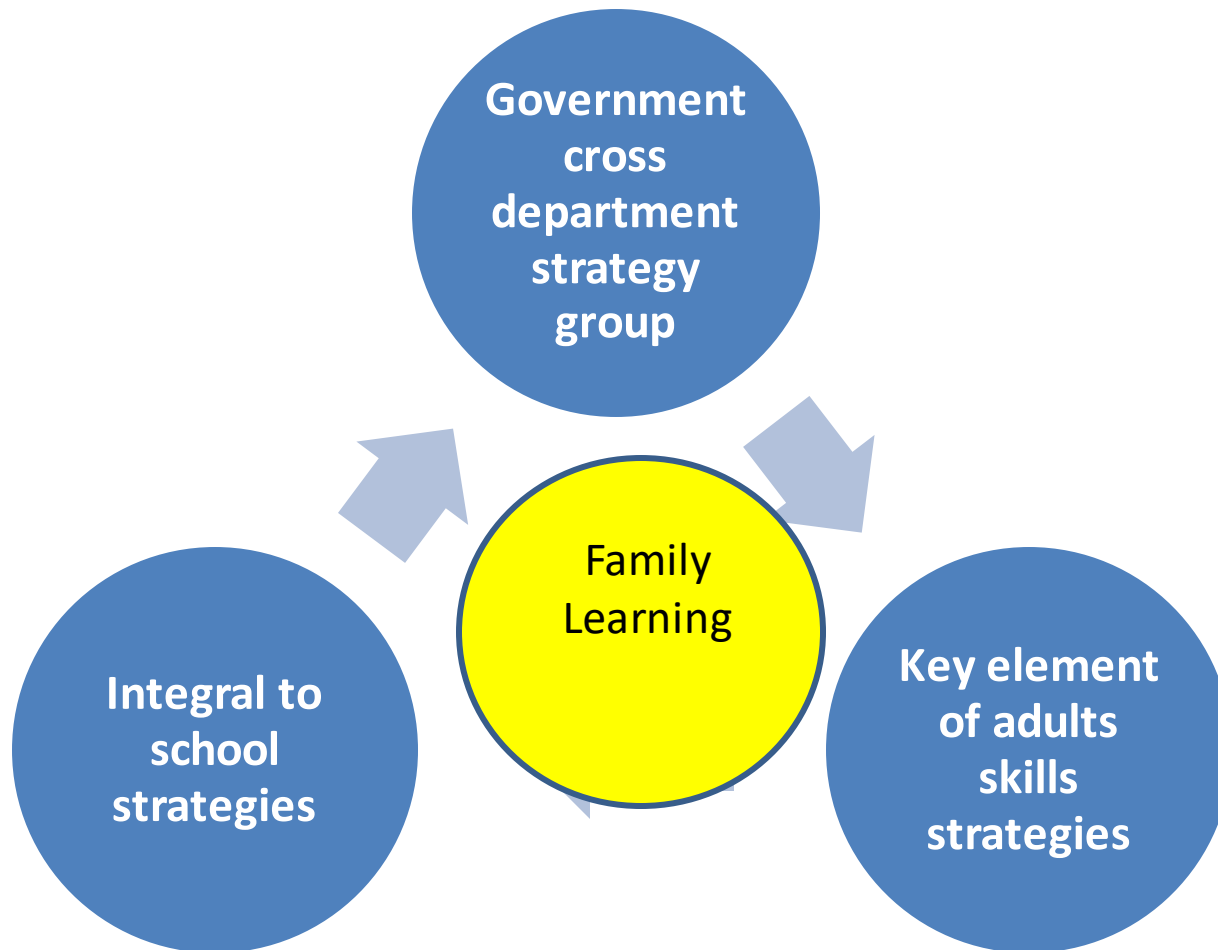 Government
cross
department
strategy
group
Family
Learning
Integral to
school
strategies
Key element
of adults
skills
strategies